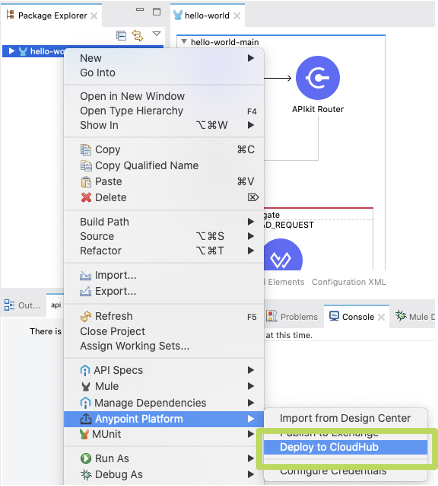 Package Explorer
hello-world
hello-wo
hello-world-main
APIkit Router
New
Go Into
Open in New Window
Open Type Hierarchy F4
Show In ⌥⌘W
Copy ⌘C
Copy Qualified Name
Paste ⌘V
Delete ⌦
Build Path
Source ⌥⌘S
Refactor ⌥⌘T
Import...
Export...
Refresh F5
Close Project
Assign Working Sets...
API Specs
Mule
Manage Dependencies
Anypoint Platform
MUnit
Run As
Debug As
gate
AD_REQUEST
d Elements Configuration XML
Out... api
There is
Problems Console Mule D
at this time.
Import from Design Center
Publish to Exchange
Deploy to CloudHub
Configure Credentials